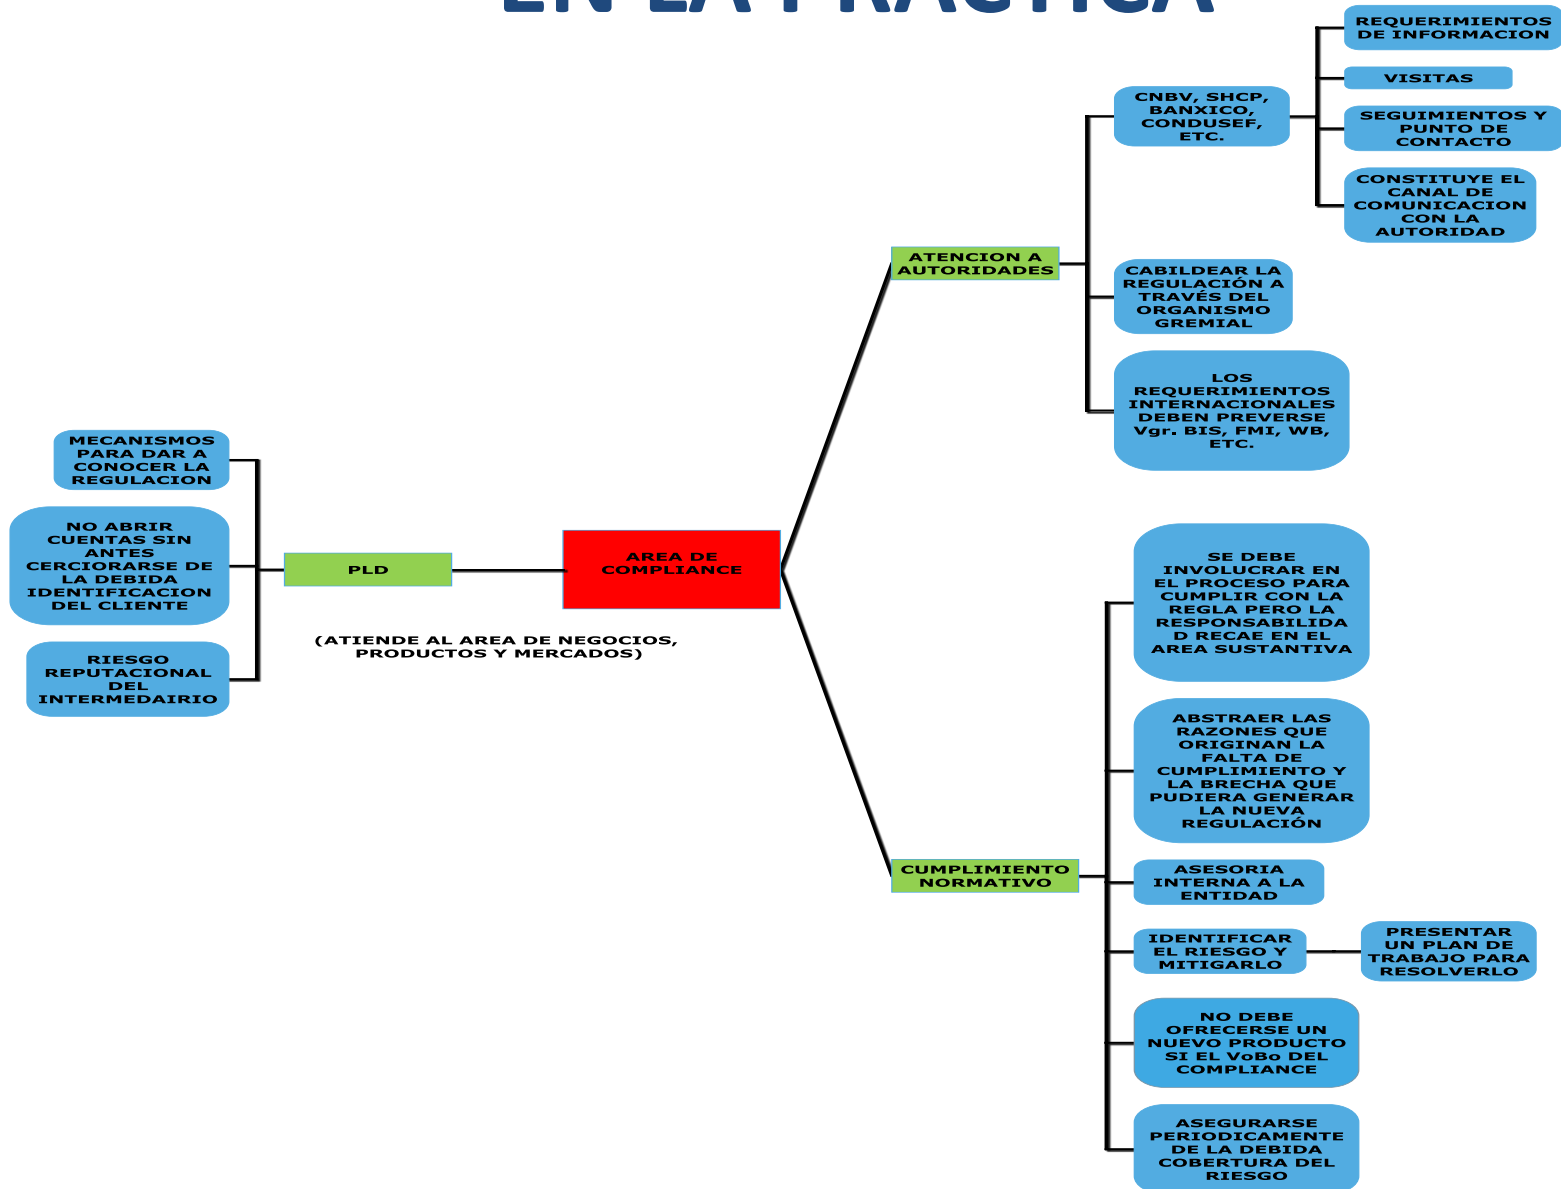 EN LA PRACTICA
REQUERIMIENTOS
DE INFORMACION
VISITAS
SEGUIMIENTOS Y
PUNTO DE
CONTACTO
CONSTITUYE EL
CANAL DE
COMUNICACION
CON LA
AUTORIDAD
CNBV, SHCP,
BANXICO,
CONDUSEF,
ETC.
ATENCION A
AUTORIDADES
CABILDEAR LA
REGULACIÓN A
TRAVÉS DEL
ORGANISMO
GREMIAL
LOS
REQUERIMIENTOS
INTERNACIONALES
DEBEN PREVERSE
Vgr. BIS, FMI, WB,
ETC.
MECANISMOS
PARA DAR A
CONOCER LA
REGULACION
NO ABRIR
CUENTAS SIN
ANTES
CERCIORARSE DE
LA DEBIDA
IDENTIFICACION
DEL CLIENTE
RIESGO
REPUTACIONAL
DEL
INTERMEDAIRIO
PLD
AREA DE
COMPLIANCE
(ATIENDE AL AREA DE NEGOCIOS,
PRODUCTOS Y MERCADOS)
SE DEBE
INVOLUCRAR EN
EL PROCESO PARA
CUMPLIR CON LA
REGLA PERO LA
RESPONSABILIDA
D RECAE EN EL
AREA SUSTANTIVA
ABSTRAER LAS
RAZONES QUE
ORIGINAN LA
FALTA DE
CUMPLIMIENTO Y
LA BRECHA QUE
PUDIERA GENERAR
LA NUEVA
REGULACIÓN
CUMPLIMIENTO
NORMATIVO
ASESORIA
INTERNA A LA
ENTIDAD
IDENTIFICAR
EL RIESGO Y
MITIGARLO
PRESENTAR
UN PLAN DE
TRABAJO PARA
RESOLVERLO
NO DEBE
OFRECERSE UN
NUEVO PRODUCTO
SI EL VoBo DEL
COMPLIANCE
ASEGURARSE
PERIODICAMENTE
DE LA DEBIDA
COBERTURA DEL
RIESGO